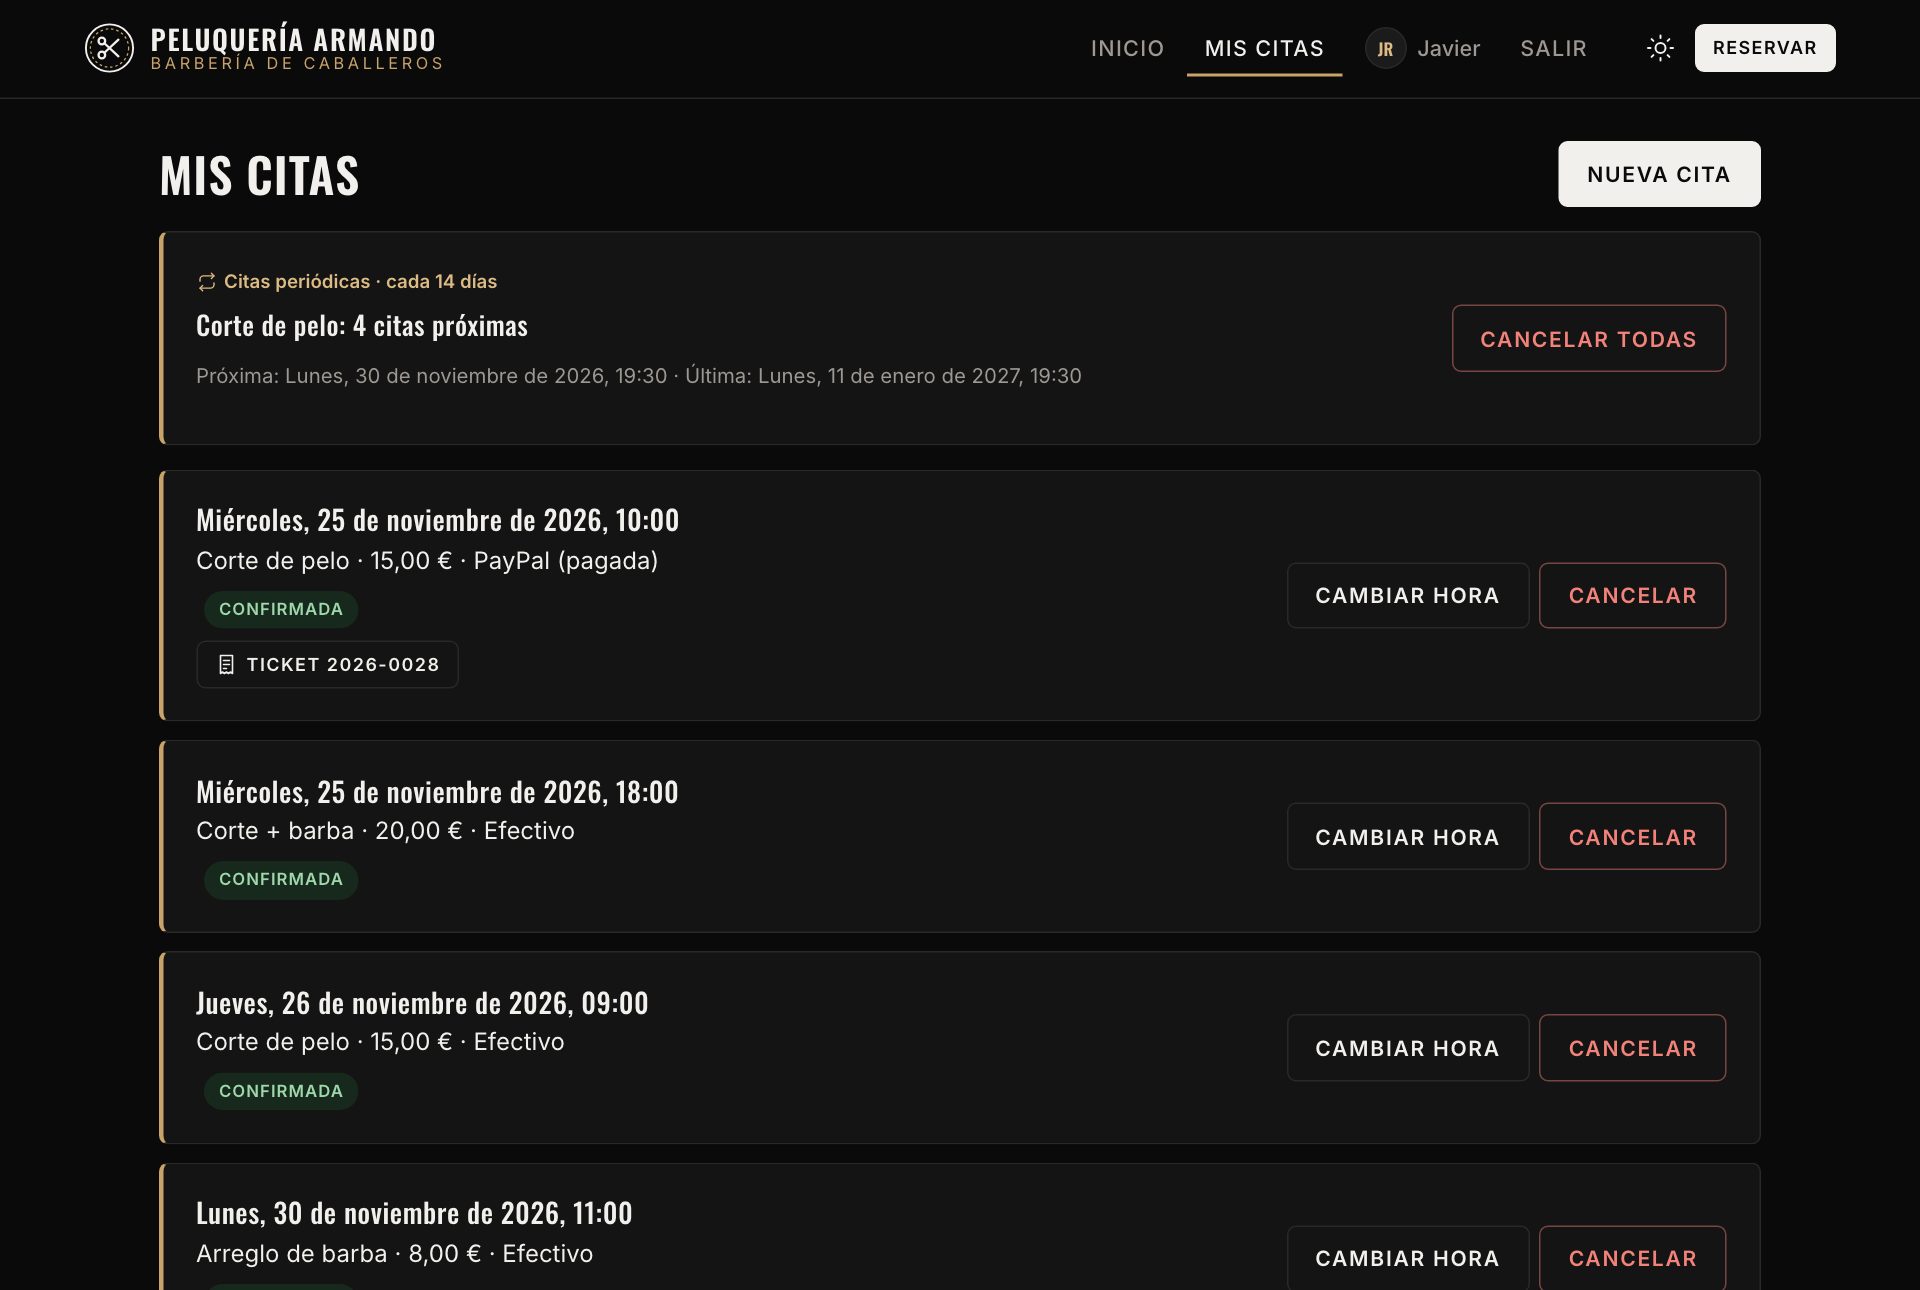 PELUQUERÍA ARMANDO
BARBERÍA DE CABALLEROS
INICIO
MIS CITAS
JR
Javier
SALIR
RESERVAR
MIS CITAS
NUEVA CITA
Citas periódicas · cada 14 días
Corte de pelo: 4 citas próximas
Próxima: Lunes, 30 de noviembre de 2026, 19:30 · Última: Lunes, 11 de enero de 2027, 19:30
CANCELAR TODAS
Miércoles, 25 de noviembre de 2026, 10:00
Corte de pelo · 15,00 € · PayPal (pagada)
CONFIRMADA
TICKET 2026-0028
CAMBIAR HORA
CANCELAR
Miércoles, 25 de noviembre de 2026, 18:00
Corte + barba · 20,00 € · Efectivo
CONFIRMADA
CAMBIAR HORA
CANCELAR
Jueves, 26 de noviembre de 2026, 09:00
Corte de pelo · 15,00 € · Efectivo
CONFIRMADA
CAMBIAR HORA
CANCELAR
Lunes, 30 de noviembre de 2026, 11:00
Arreglo de barba · 8,00 € · Efectivo
CAMBIAR HORA
CANCELAR